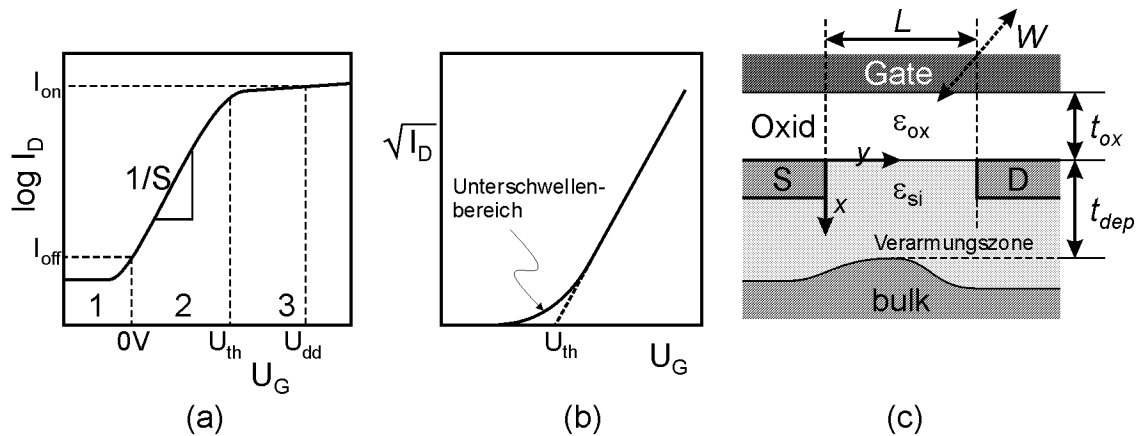 I_on
log I_D
1/S
I_off
1 2 3
0V U_th U_dd
U_G
(a)
√I_D
Unterschwellen-
bereich
U_th
U_G
(b)
L
W
Gate
Oxid ε_ox t_ox
y
S ε_si D
x t_dep
Verarmungszone
bulk
(c)